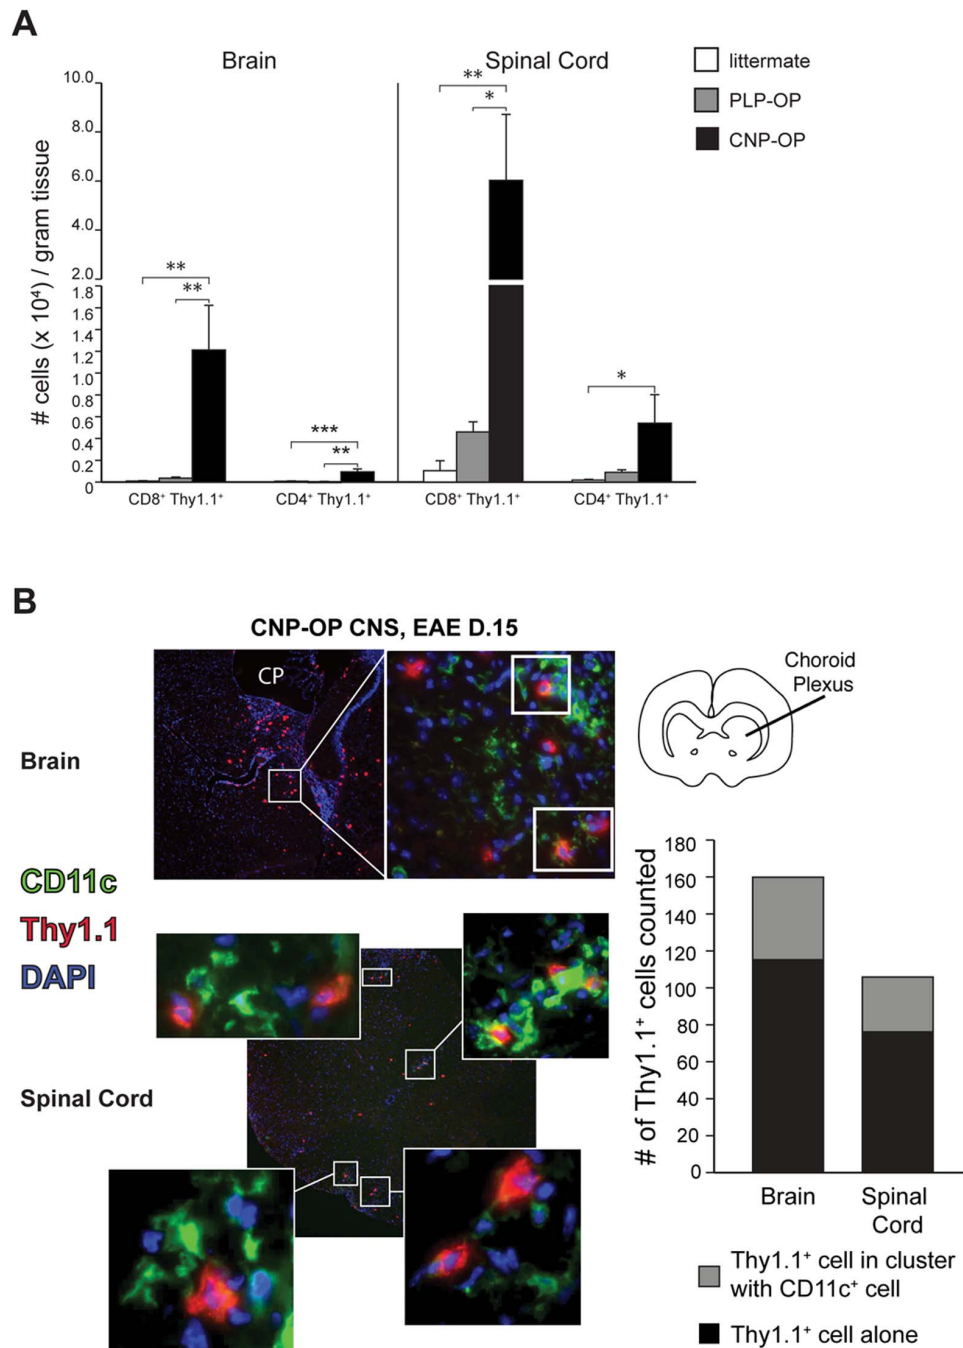 A
Brain
Spinal Cord
littermate
PLP-OP
CNP-OP
# cells (x 10⁴) / gram tissue
10.0
8.0
6.0
4.0
2.0
1.8
1.6
1.4
1.2
1.0
0.8
0.6
0.4
0.2
0
**
**
***
**
**
*
*
CD8⁺ Thy1.1⁺
CD4⁺ Thy1.1⁺
CD8⁺ Thy1.1⁺
CD4⁺ Thy1.1⁺
B
CNP-OP CNS, EAE D.15
CP
Choroid
Plexus
Brain
CD11c
Thy1.1
DAPI
Spinal Cord
# of Thy1.1⁺ cells counted
180
160
140
120
100
80
60
40
20
0
Brain
Spinal
Cord
Thy1.1⁺ cell in cluster
with CD11c⁺ cell
Thy1.1⁺ cell alone